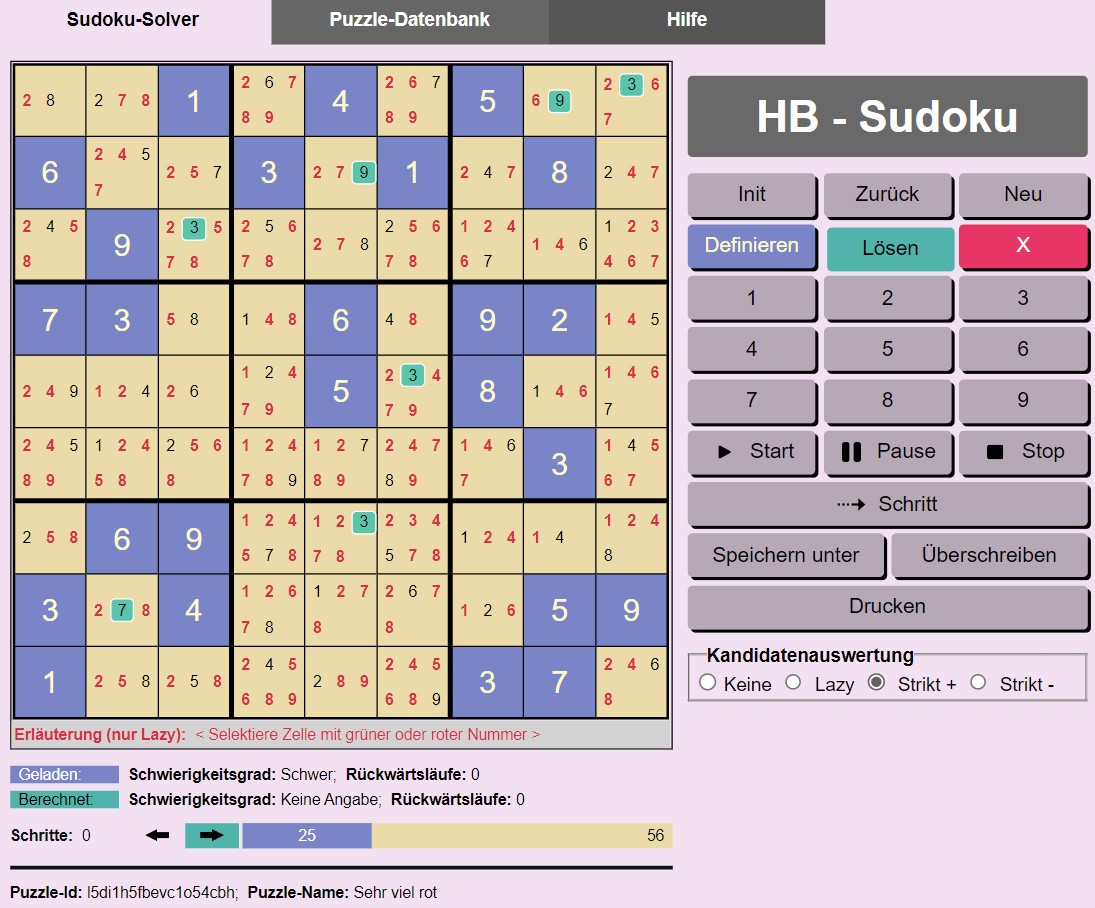 Sudoku-Solver Puzzle-Datenbank Hilfe
2 8 2 7 8 1 2 6 7 8 9 4 2 6 7 8 9 5 6 9 2 3 6 7
6 2 4 5 7 2 5 7 3 2 7 9 1 2 4 7 8 2 4 7
2 4 5 8 9 2 3 5 7 8 2 5 6 7 8 2 7 8 2 5 6 7 8 1 2 4 6 7 1 4 6 1 2 3 4 6 7
7 3 5 8 1 4 8 6 4 8 9 2 1 4 5
2 4 9 1 2 4 2 6 1 2 4 7 9 5 2 3 4 7 9 8 1 4 6 1 4 6 7
2 4 5 8 9 1 2 4 5 8 2 5 6 8 1 2 4 7 8 9 1 2 7 8 9 2 4 7 8 9 1 4 6 7 3 1 4 5 6 7
2 5 8 6 9 1 2 4 5 7 8 1 2 3 7 8 2 3 4 5 7 8 1 2 4 1 4 1 2 4 8
3 2 7 8 4 1 2 6 7 8 1 2 7 8 2 6 7 8 1 2 6 5 9
1 2 5 8 2 5 8 2 4 5 6 8 9 2 8 9 2 4 5 6 8 9 3 7 2 4 6 8
Erläuterung (nur Lazy): < Selektiere Zelle mit grüner oder roter Nummer >
Geladen: Schwierigkeitsgrad: Schwer; Rückwärtsläufe: 0
Berechnet: Schwierigkeitsgrad: Keine Angabe; Rückwärtsläufe: 0
Schritte: 0 25 56
Puzzle-Id: l5di1h5fbevc1o54cbh; Puzzle-Name: Sehr viel rot
HB - Sudoku
Init Zurück Neu
Definieren Lösen X
1 2 3
4 5 6
7 8 9
Start Pause Stop
Schritt
Speichern unter Überschreiben
Drucken
Kandidatenauswertung
Keine Lazy Strikt + Strikt -